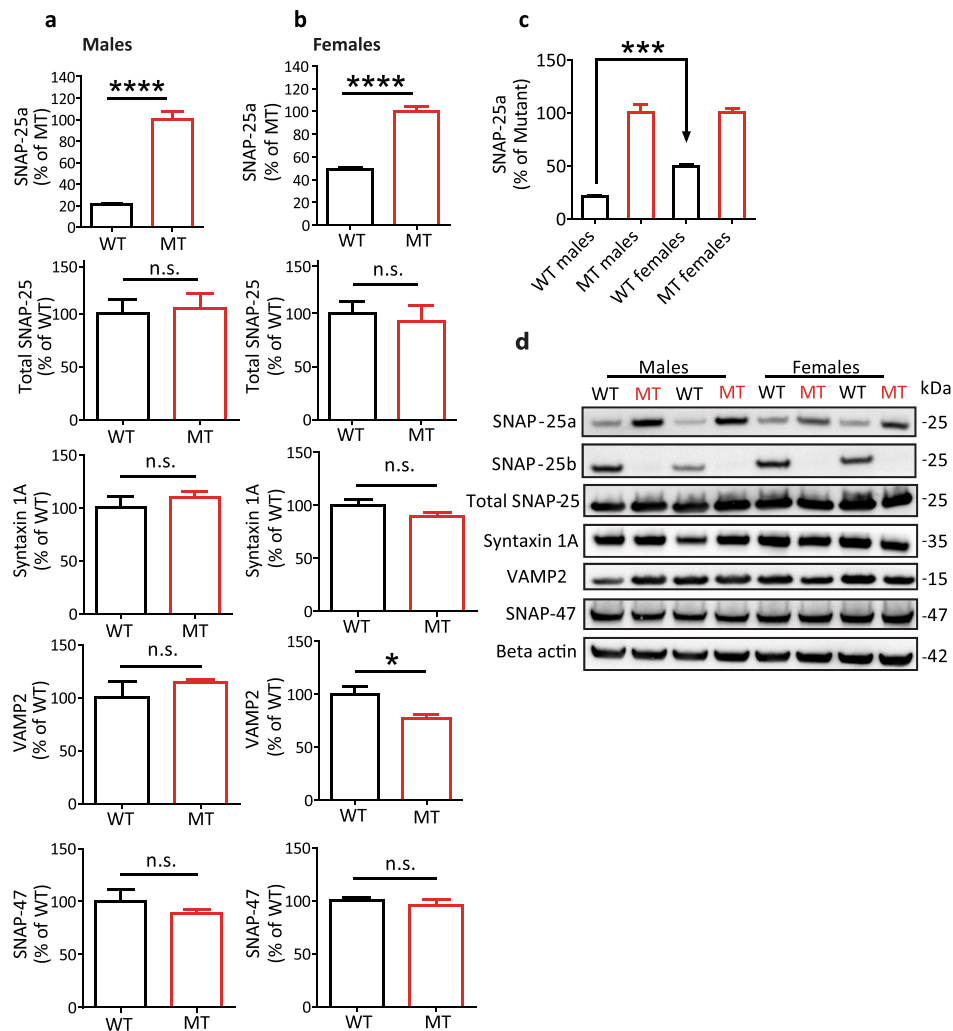 a
Males
SNAP-25a
(% of MT)
140
120
100
80
60
40
20
0
****
WT
MT
b
Females
SNAP-25a
(% of MT)
140
120
100
80
60
40
20
0
****
WT
MT
c
SNAP-25a
(% of Mutant)
150
100
50
0
***
WT males
MT males
WT females
MT females
Total SNAP-25
(% of WT)
150
100
50
0
n.s.
WT
MT
Total SNAP-25
(% of WT)
150
100
50
0
n.s.
WT
MT
Syntaxin 1A
(% of WT)
150
100
50
0
n.s.
WT
MT
Syntaxin 1A
(% of WT)
150
100
50
0
n.s.
WT
MT
VAMP2
(% of WT)
150
100
50
0
n.s.
WT
MT
VAMP2
(% of WT)
150
100
50
0
*
WT
MT
SNAP-47
(% of WT)
150
100
50
0
n.s.
WT
MT
SNAP-47
(% of WT)
150
100
50
0
n.s.
WT
MT
d
Males Females
WT MT WT MT WT MT WT MT kDa
SNAP-25a -25
SNAP-25b -25
Total SNAP-25 -25
Syntaxin 1A -35
VAMP2 -15
SNAP-47 -47
Beta actin -42